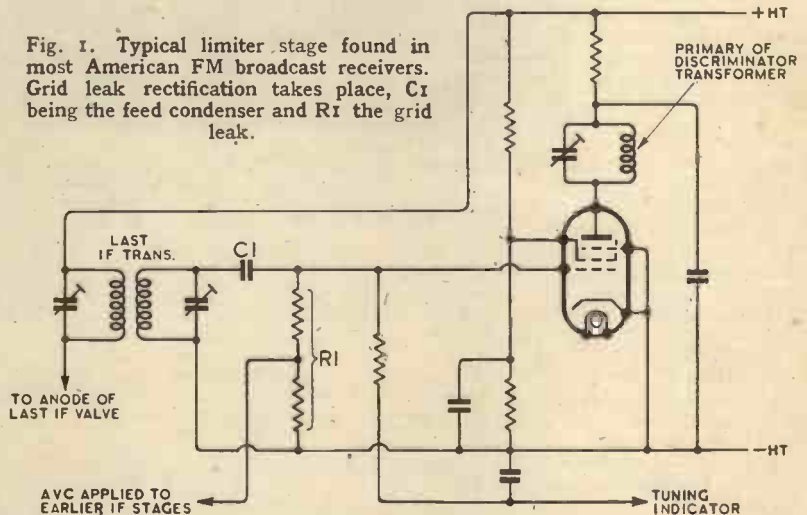 Fig. 1. Typical limiter stage found in
most American FM broadcast receivers.
Grid leak rectification takes place, C1
being the feed condenser and R1 the grid
leak.
+HT
PRIMARY OF
DISCRIMINATOR
TRANSFORMER
LAST
IF TRANS.
C1
R1
TO ANODE OF
LAST IF VALVE
-HT
AVC APPLIED TO
EARLIER IF STAGES
TUNING
INDICATOR